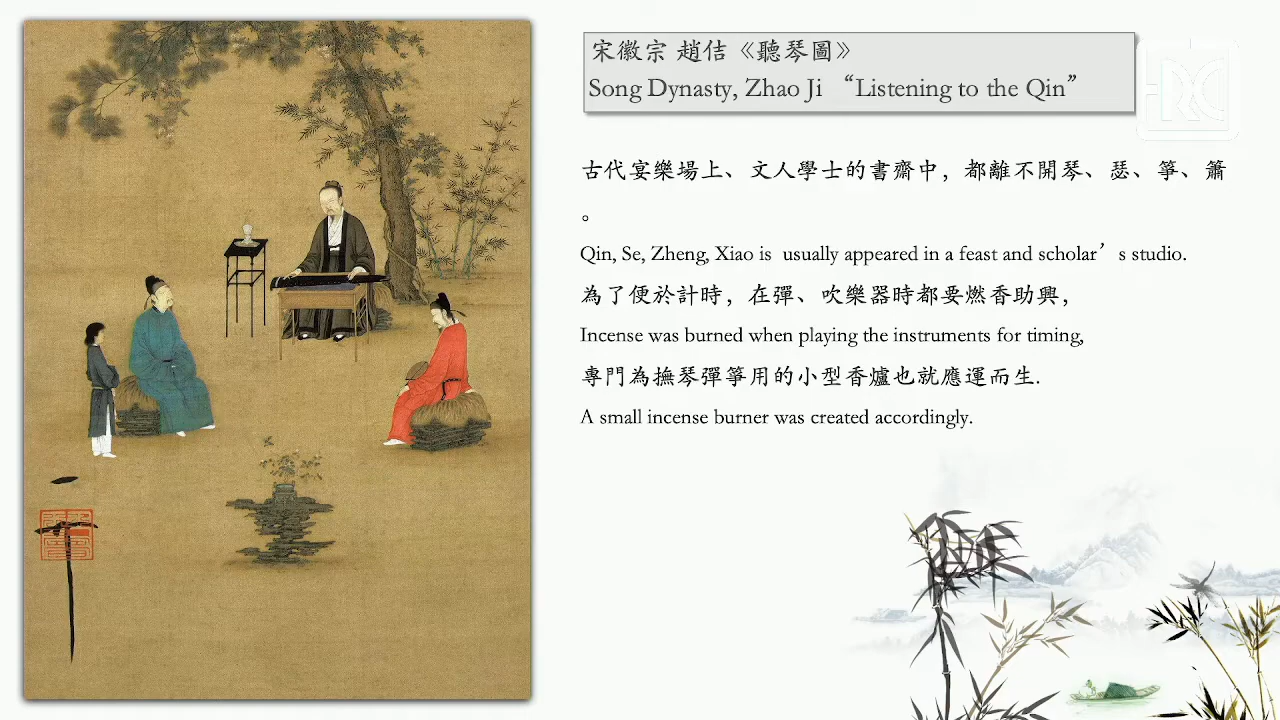 宋徽宗 趙佶《聽琴圖》
Song Dynasty, Zhao Ji “Listening to the Qin”
古代宴樂場上、文人學士的書齋中，都離不開琴、瑟、箏、簫
。
Qin, Se, Zheng, Xiao is usually appeared in a feast and scholar’s studio.
為了便於計時，在彈、吹樂器時都要燃香助興，
Incense was burned when playing the instruments for timing,
專門為撫琴彈箏用的小型香爐也就應運而生.
A small incense burner was created accordingly.